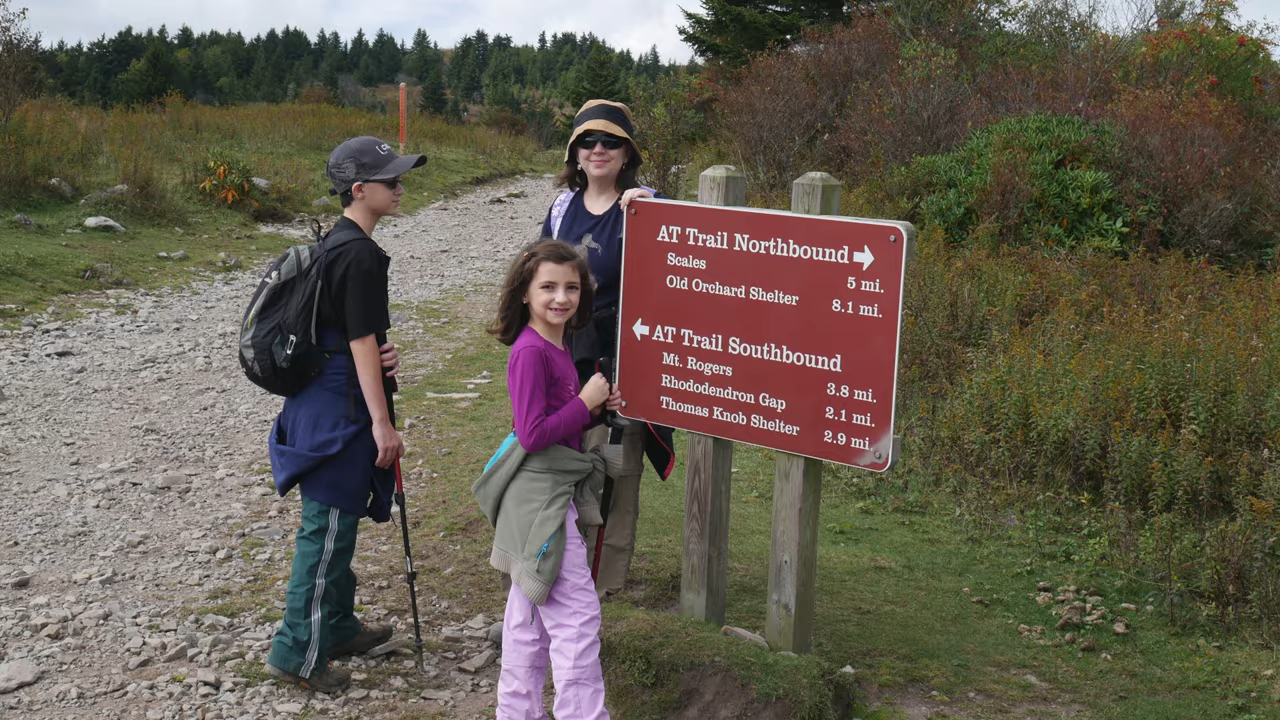 AT Trail Northbound →
Scales 5 mi.
Old Orchard Shelter 8.1 mi.
← AT Trail Southbound
Mt. Rogers 3.8 mi.
Rhododendron Gap 2.1 mi.
Thomas Knob Shelter 2.9 mi.